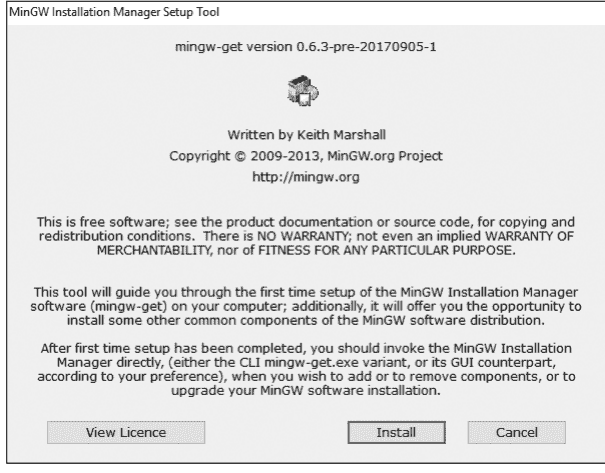 MinGW Installation Manager Setup Tool
mingw-get version 0.6.3-pre-20170905-1
Written by Keith Marshall
Copyright © 2009-2013, MinGW.org Project
http://mingw.org
This is free software; see the product documentation or source code, for copying and
redistribution conditions. There is NO WARRANTY; not even an implied WARRANTY OF
MERCHANTABILITY, nor of FITNESS FOR ANY PARTICULAR PURPOSE.
This tool will guide you through the first time setup of the MinGW Installation Manager
software (mingw-get) on your computer; additionally, it will offer you the opportunity to
install some other common components of the MinGW software distribution.
After first time setup has been completed, you should invoke the MinGW Installation
Manager directly, (either the CLI mingw-get.exe variant, or its GUI counterpart,
according to your preference), when you wish to add or to remove components, or to
upgrade your MinGW software installation.
View Licence Install Cancel